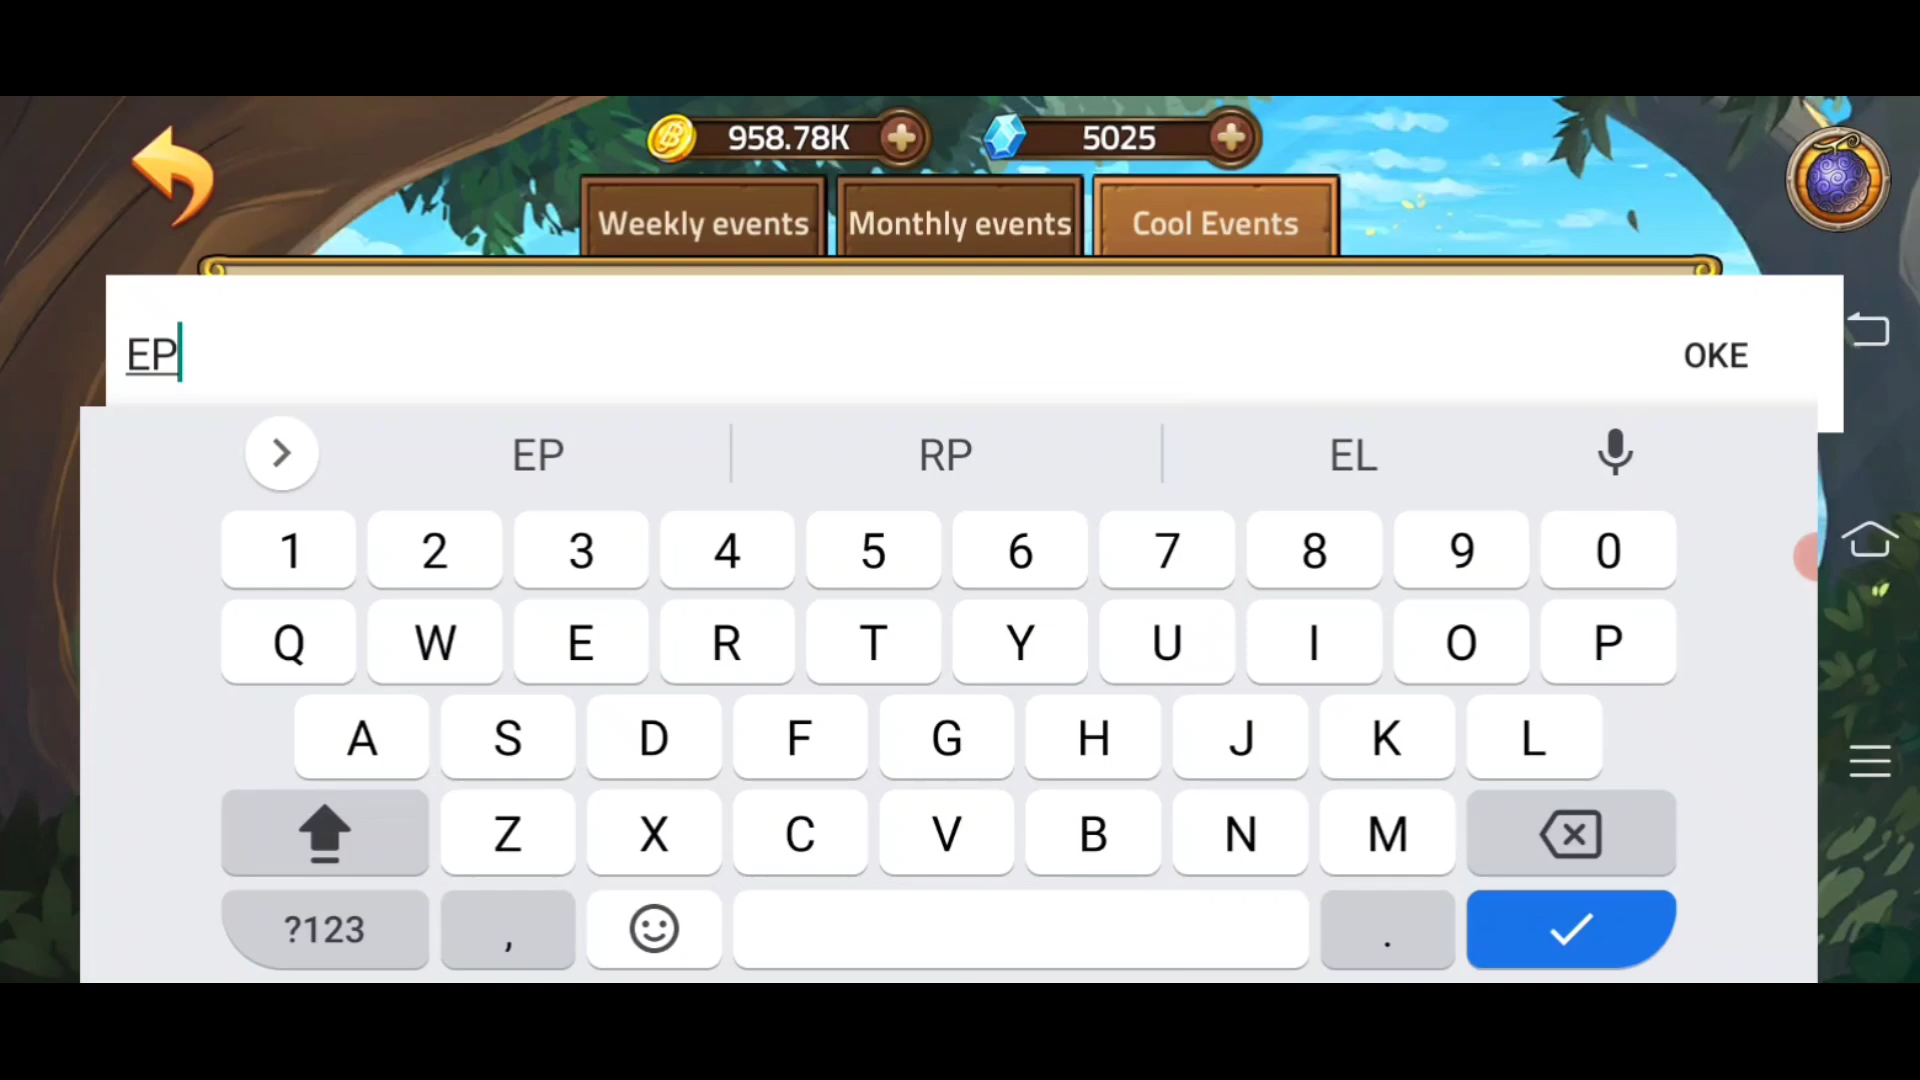 958.78K 5025
Weekly events Monthly events Cool Events
EP OKE
EP RP EL
1 2 3 4 5 6 7 8 9 0
Q W E R T Y U I O P
A S D F G H J K L
Z X C V B N M
?123 , .